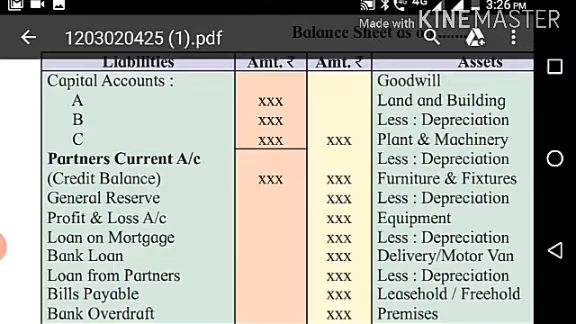 4G 3:26
Made with
KINEMASTER
1203020425 (1).pdf
Balance Sheet as o
Liabilities Amt. ₹ Amt. ₹ Assets
Capital Accounts : Goodwill
A xxx Land and Building
B xxx Less : Depreciation
C xxx xxx Plant & Machinery
Partners Current A/c Less : Depreciation
(Credit Balance) xxx xxx Furniture & Fixtures
General Reserve xxx Less : Depreciation
Profit & Loss A/c xxx Equipment
Loan on Mortgage xxx Less : Depreciation
Bank Loan xxx Delivery/Motor Van
Loan from Partners xxx Less : Depreciation
Bills Payable xxx Leasehold / Freehold
Bank Overdraft xxx Premises